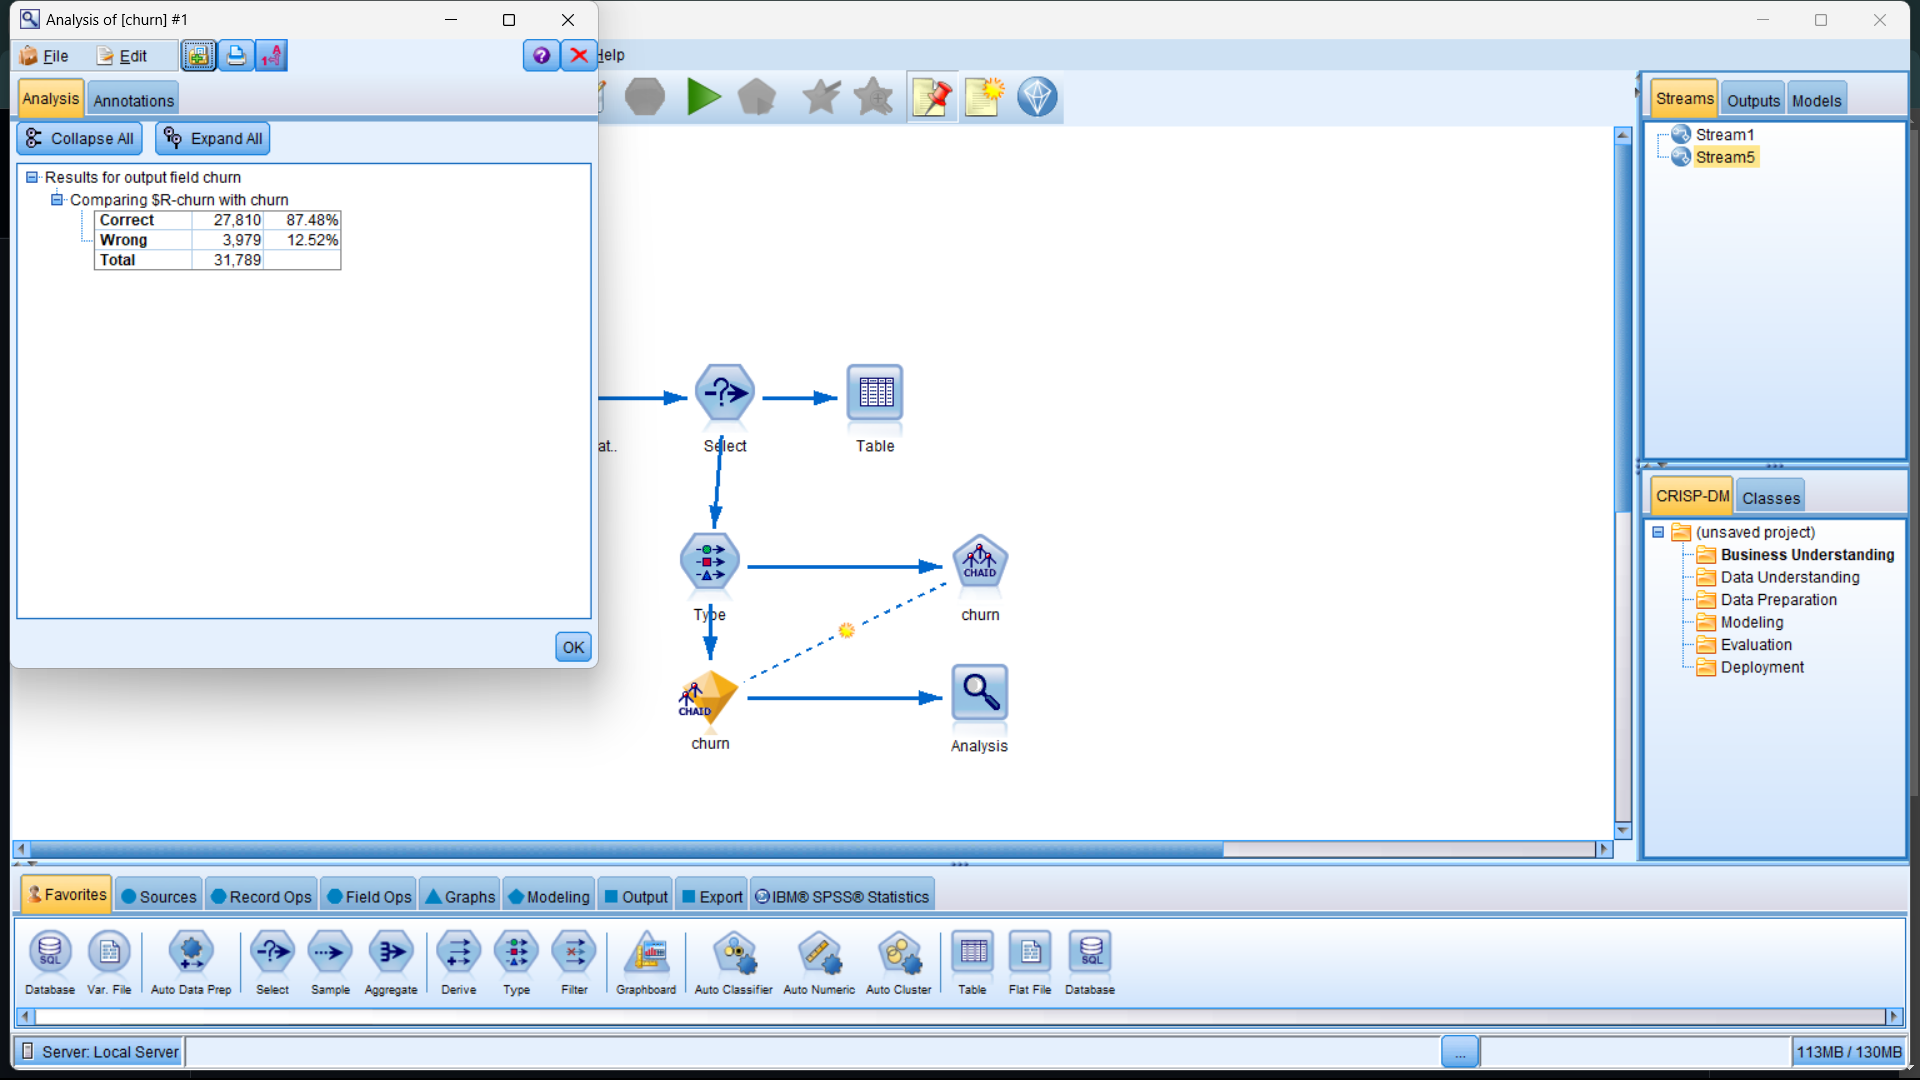 Analysis of [churn] #1
File Edit
Help
Analysis Annotations
Collapse All Expand All
Results for output field churn
Comparing $R-churn with churn
Correct 27,810 87.48%
Wrong 3,979 12.52%
Total 31,789
OK
at..
Select
Table
Type
CHAID
churn
CHAID
churn
Analysis
Streams Outputs Models
Stream1
Stream5
CRISP-DM Classes
(unsaved project)
Business Understanding
Data Understanding
Data Preparation
Modeling
Evaluation
Deployment
Favorites Sources Record Ops Field Ops Graphs Modeling Output Export IBM® SPSS® Statistics
SQL SQL
Database Var. File Auto Data Prep Select Sample Aggregate Derive Type Filter Graphboard Auto Classifier Auto Numeric Auto Cluster Table Flat File Database
Server: Local Server ... 113MB / 130MB